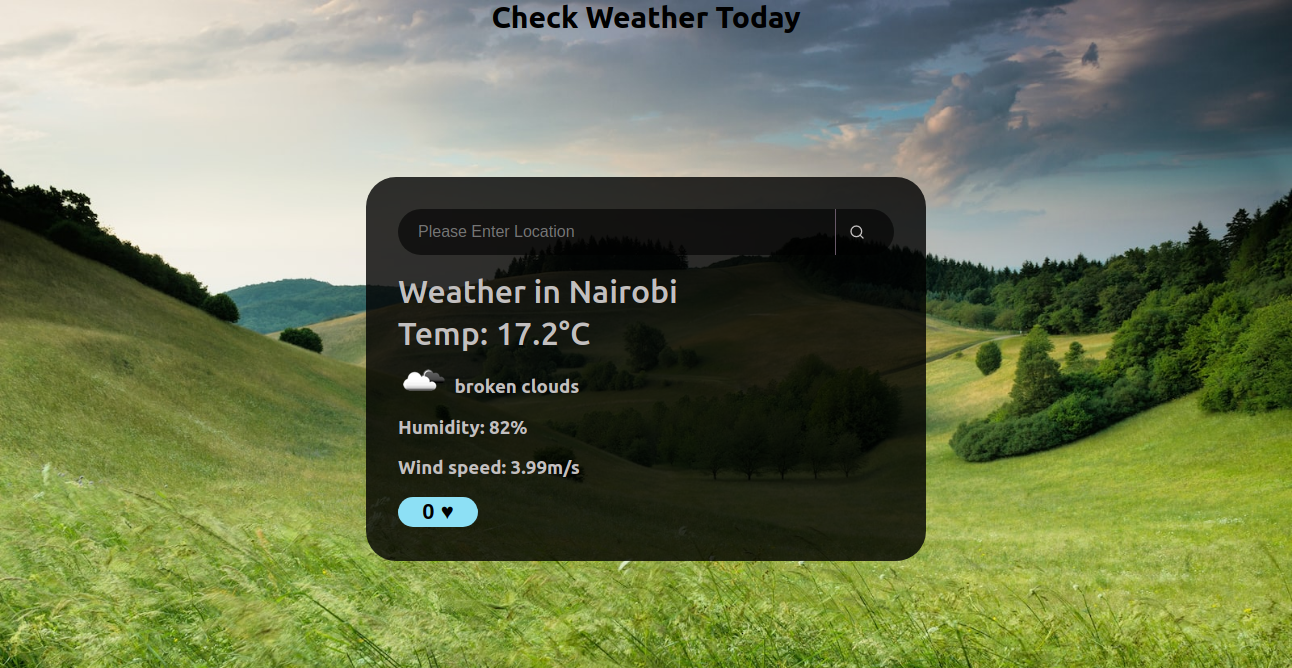 Check Weather Today
Please Enter Location
Weather in Nairobi
Temp: 17.2°C
broken clouds
Humidity: 82%
Wind speed: 3.99m/s
0 ♥